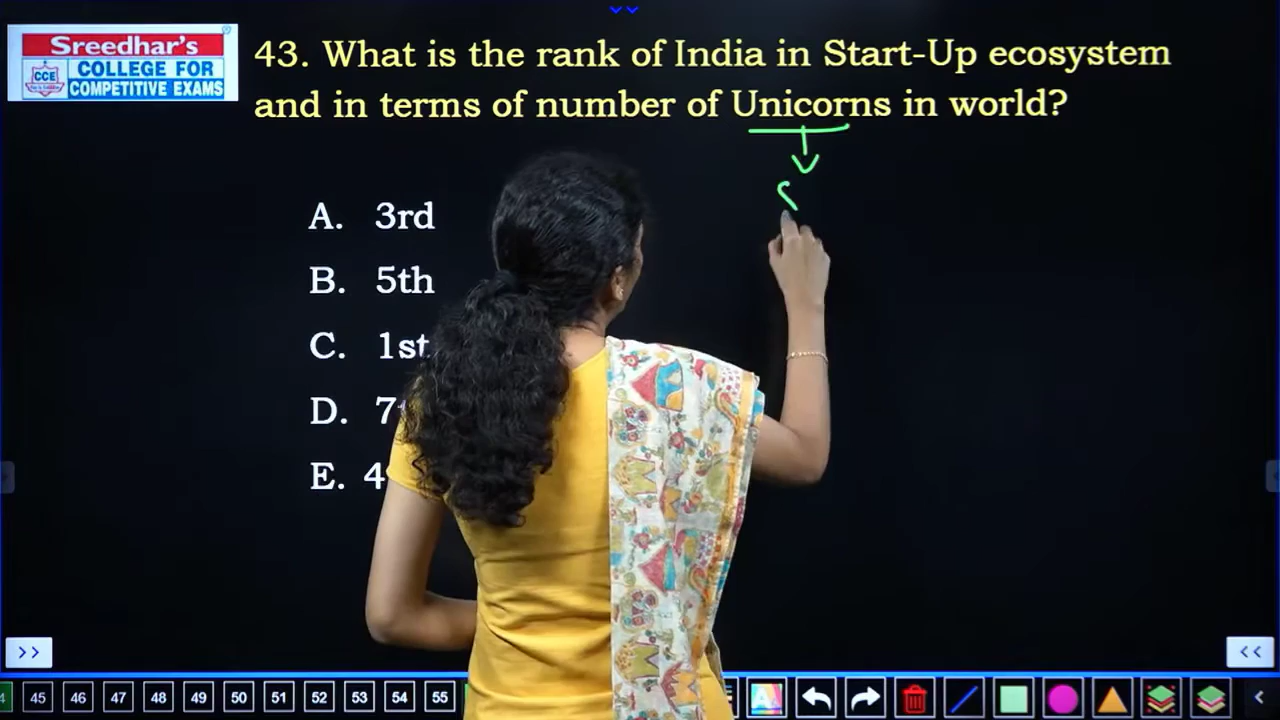 Sreedhar's
CCE
COLLEGE FOR
COMPETITIVE EXAMS
43. What is the rank of India in Start-Up ecosystem
and in terms of number of Unicorns in world?
A. 3rd
B. 5th
C. 1st
D. 7
E. 4
>>
<<
45 46 47 48 49 50 51 52 53 54 55
A